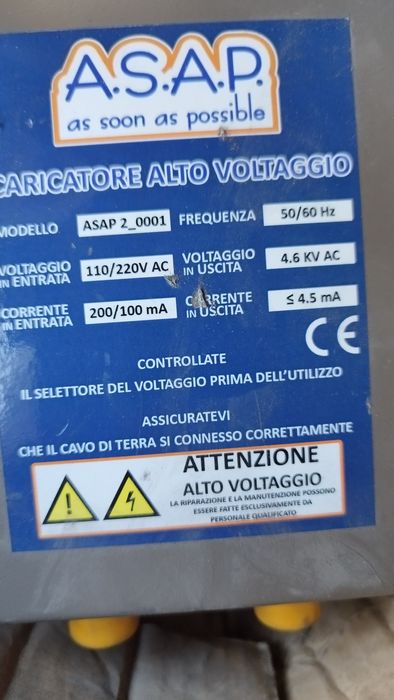 A.S.A.P.
as soon as possible
CARICATORE ALTO VOLTAGGIO
MODELLO ASAP 2_0001 FREQUENZA 50/60 Hz
VOLTAGGIO IN ENTRATA 110/220V AC VOLTAGGIO IN USCITA 4.6 KV AC
CORRENTE IN ENTRATA 200/100 mA CORRENTE IN USCITA ≤ 4.5 mA
CE
CONTROLLATE
IL SELETTORE DEL VOLTAGGIO PRIMA DELL'UTILIZZO
ASSICURATEVI
CHE IL CAVO DI TERRA SI CONNESSO CORRETTAMENTE
ATTENZIONE
ALTO VOLTAGGIO
LA RIPARAZIONE E LA MANUTENZIONE POSSONO
ESSERE FATTE ESCLUSIVAMENTE DA
PERSONALE QUALIFICATO